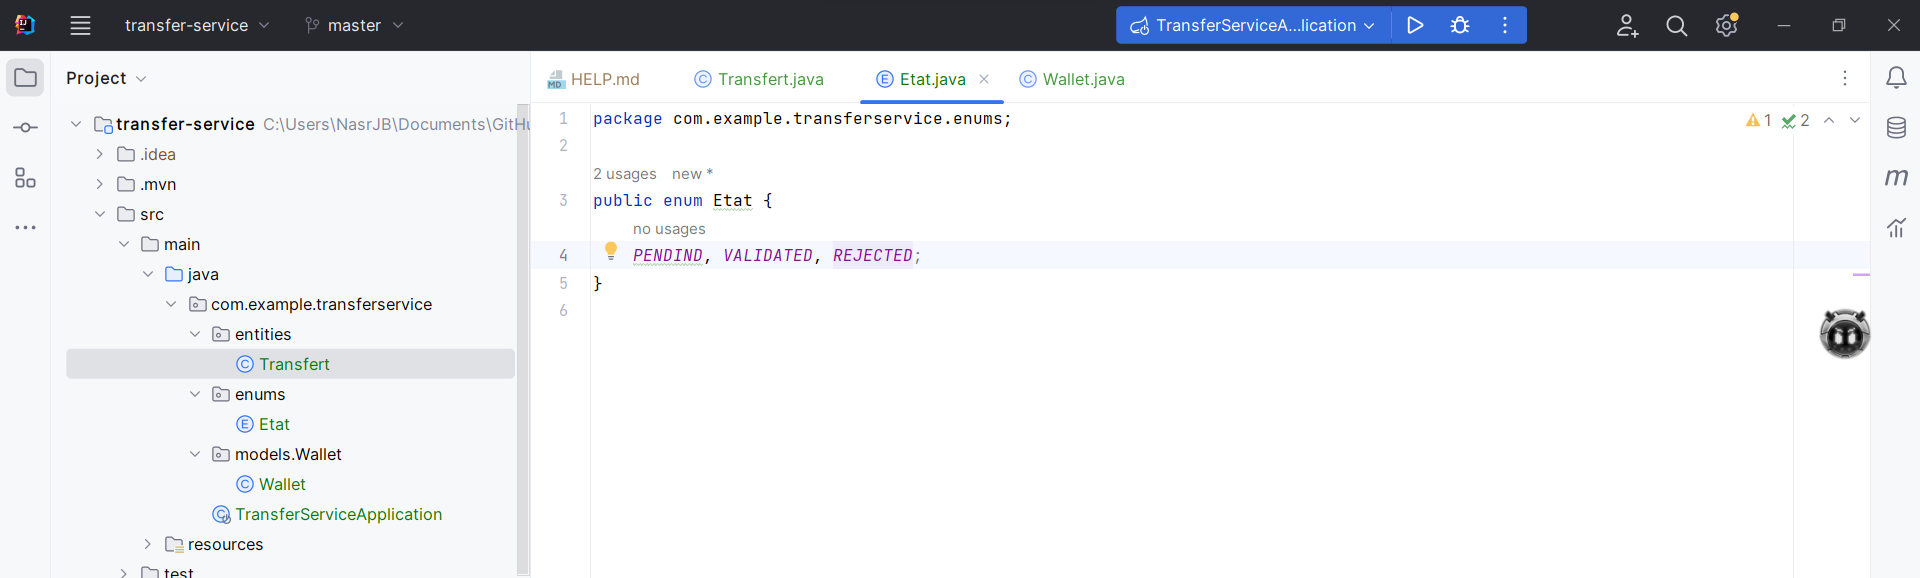 transfer-service master TransferServiceA...lication
Project
HELP.md Transfert.java Etat.java Wallet.java
transfer-service C:\Users\NasrJB\Documents\GitHu
.idea
.mvn
src
main
java
com.example.transferservice
entities
Transfert
enums
Etat
models.Wallet
Wallet
TransferServiceApplication
resources
test
1 package com.example.transferservice.enums;
2
2 usages new *
3 public enum Etat {
no usages
4 PENDIND, VALIDATED, REJECTED;
5 }
6
1 2
m